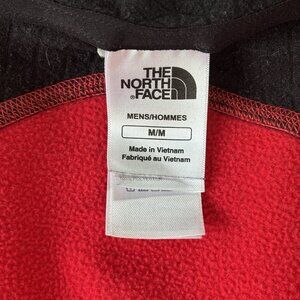 THE
NORTH
FACE
MENS/HOMMES
M/M
Made in Vietnam
Fabriqué au Vietnam